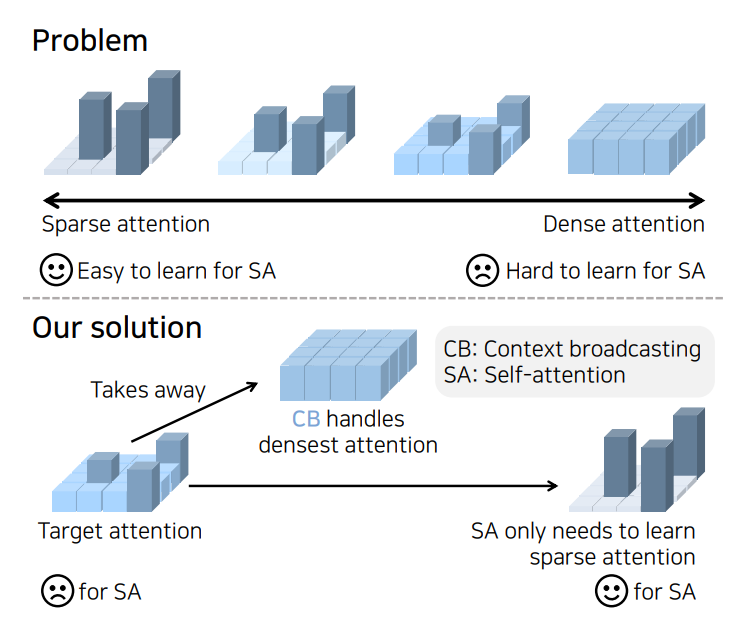 Problem
Sparse attention
Dense attention
Easy to learn for SA
Hard to learn for SA
Our solution
CB: Context broadcasting
SA: Self-attention
Takes away
CB handles
densest attention
Target attention
SA only needs to learn
sparse attention
for SA
for SA